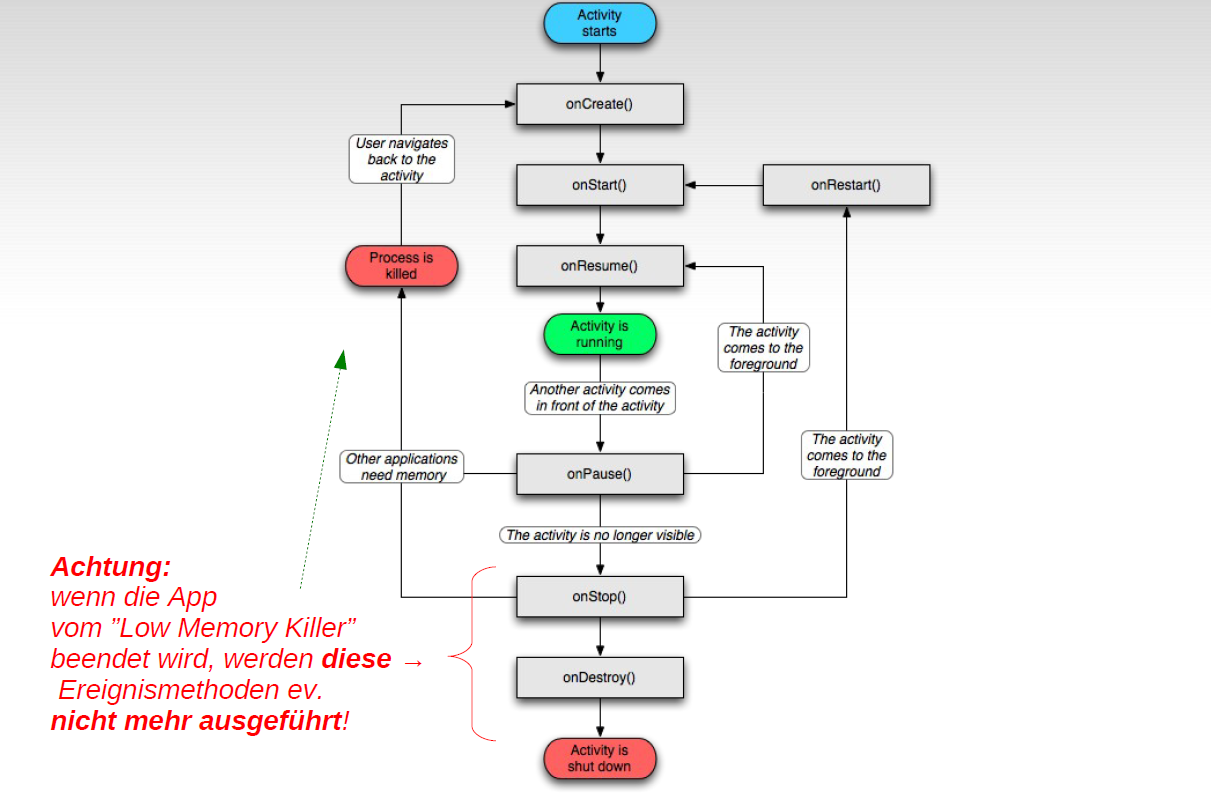 Activity
starts
onCreate()
User navigates
back to the
activity
onStart()
onRestart()
Process is
killed
onResume()
Activity is
running
The activity
comes to the
foreground
Another activity comes
in front of the activity
The activity
comes to the
foreground
Other applications
need memory
onPause()
The activity is no longer visible
Achtung:
wenn die App
vom ”Low Memory Killer”
beendet wird, werden diese →
Ereignismethoden ev.
nicht mehr ausgeführt!
onStop()
onDestroy()
Activity is
shut down